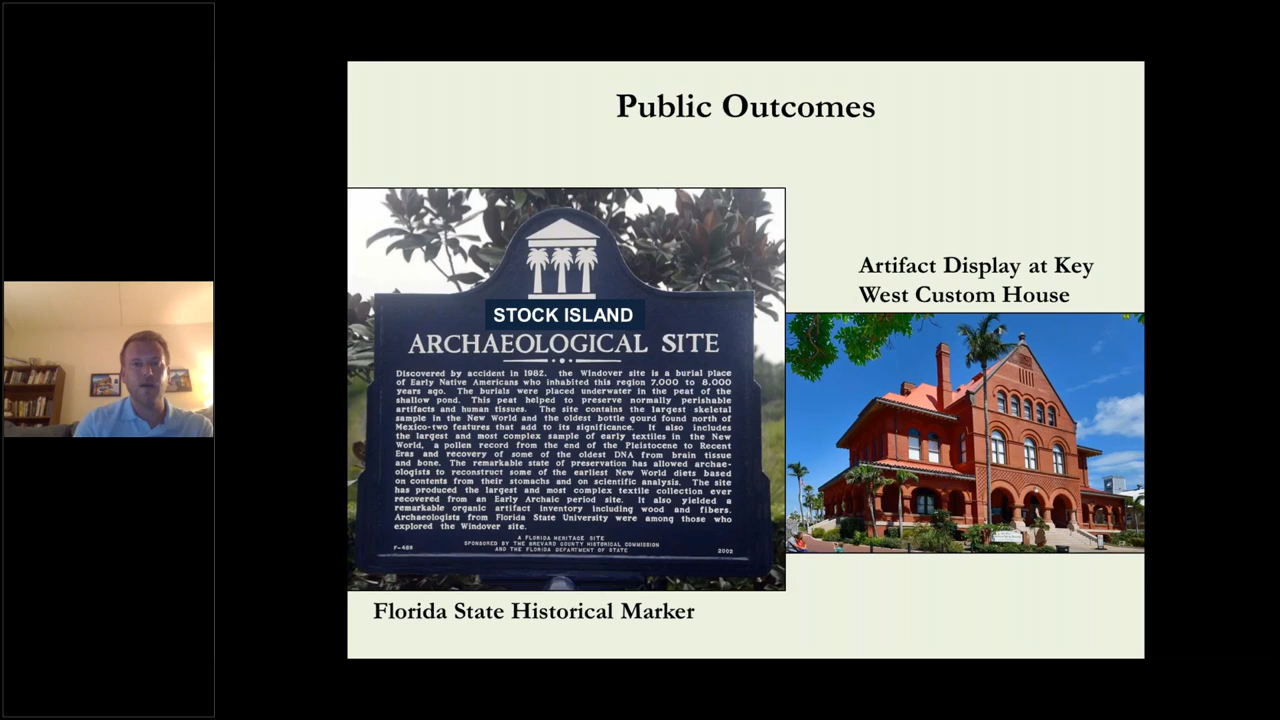 Public Outcomes
STOCK ISLAND
ARCHAEOLOGICAL SITE
Discovered by accident in 1982, the Windover site is a burial place
of Early Native Americans who inhabited this region 7,000 to 8,000
years ago. The burials were placed underwater in the peat of the
shallow pond. This peat helped to preserve normally perishable
artifacts and human tissues. The site contains the largest skeletal
sample in the New World and the oldest bottle gourd found north of
Mexico-two features that add to its significance. It also includes
the largest and most complex sample of early textiles in the New
World, a pollen record from the end of the Pleistocene to Recent
Eras and recovery of some of the oldest DNA from brain tissue
and bone. The remarkable state of preservation has allowed archae-
ologists to reconstruct some of the earliest New World diets based
on contents from their stomachs and on scientific analysis. The site
has produced the largest and most complex textile collection ever
recovered from an Early Archaic period site. It also yielded a
remarkable organic artifact inventory including wood and fibers.
Archaeologists from Florida State University were among those who
explored the Windover site.
A FLORIDA HERITAGE SITE
SPONSORED BY THE BREVARD COUNTY HISTORICAL COMMISSION
AND THE FLORIDA DEPARTMENT OF STATE
F-489
2002
Florida State Historical Marker
Artifact Display at Key
West Custom House